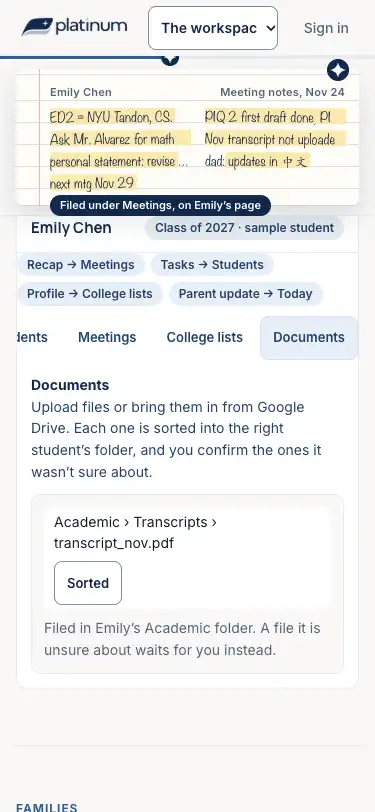 platinum
The workspac
Sign in
Emily Chen
Meeting notes, Nov 24
ED2 = NYU Tandon, CS.
Ask Mr. Alvarez for math
personal statement: revise ...
next mtg Nov 29
PIQ 2 first draft done, PI
Nov transcript not uploade
dad: updates in 中文
Filed under Meetings, on Emily's page
Emily Chen
Class of 2027 · sample student
Recap → Meetings
Tasks → Students
Profile → College lists
Parent update → Today
dents
Meetings
College lists
Documents
Documents
Upload files or bring them in from Google
Drive. Each one is sorted into the right
student's folder, and you confirm the ones it
wasn't sure about.
Academic › Transcripts ›
transcript_nov.pdf
Sorted
Filed in Emily's Academic folder. A file it is
unsure about waits for you instead.
FAMILIES